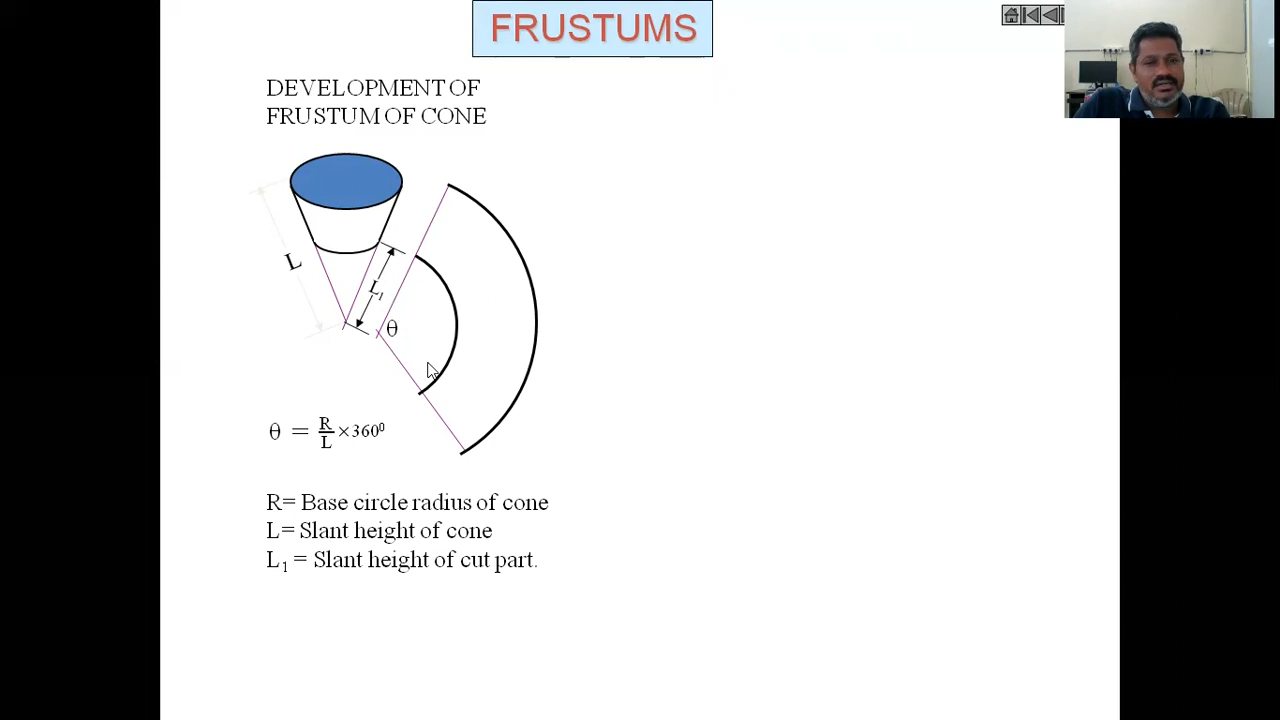 FRUSTUMS
DEVELOPMENT OF
FRUSTUM OF CONE
L
L₁
θ
θ = R/L ×360⁰
R= Base circle radius of cone
L= Slant height of cone
L₁ = Slant height of cut part.